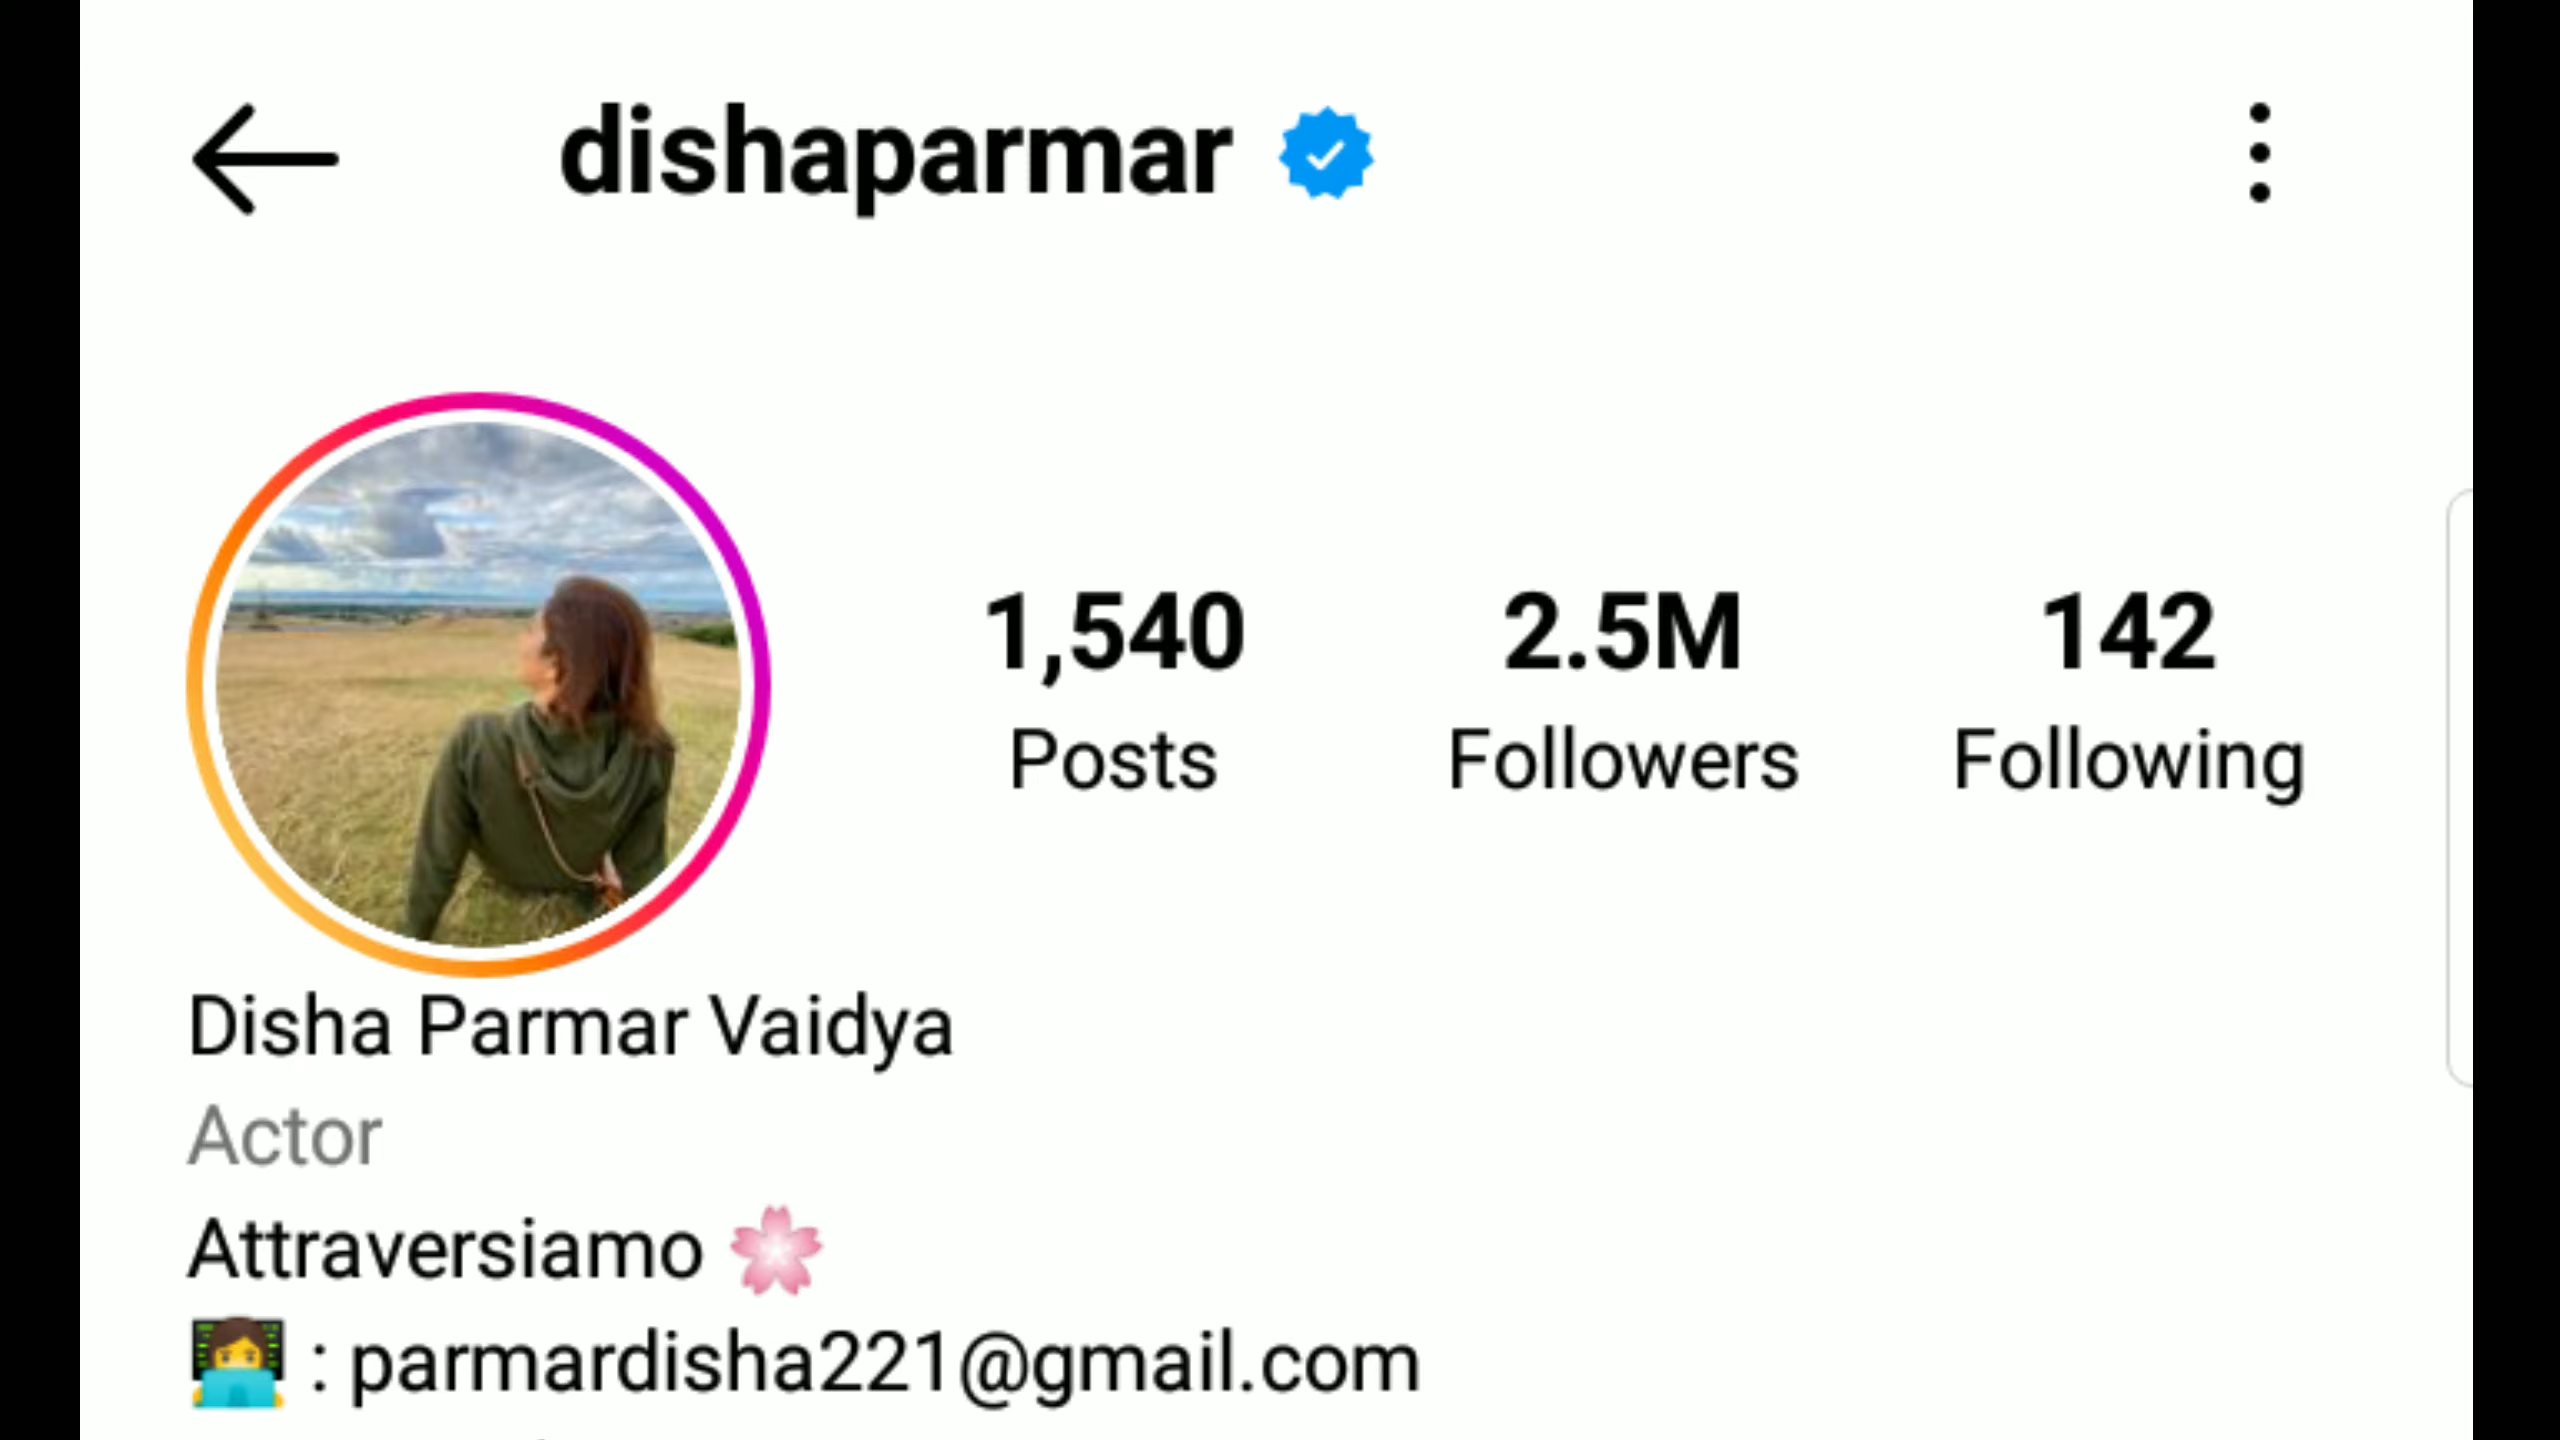 dishaparmar
1,540 2.5M 142
Posts Followers Following
Disha Parmar Vaidya
Actor
Attraversiamo 🌸
👩‍💻 : parmardisha221@gmail.com